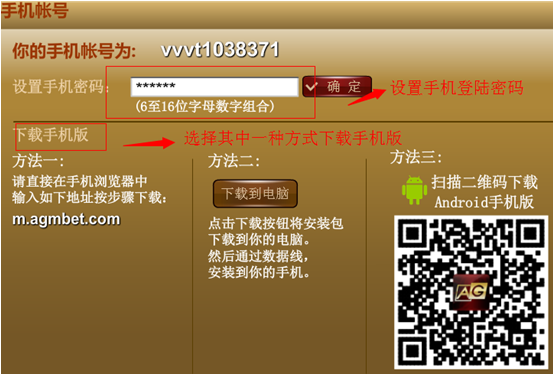 手机帐号
你的手机帐号为: vvvt1038371
设置手机密码: ****** 确 定 设置手机登陆密码
(6至16位字母数字组合)
下载手机版 选择其中一种方式下载手机版
方法一:
请直接在手机浏览器中
输入如下地址按步骤下载:
m.agmbet.com
方法二:
下载到电脑
点击下载按钮将安装包
下载到你的电脑。
然后通过数据线,
安装到你的手机。
方法三:
扫描二维码下载
Android手机版
AG